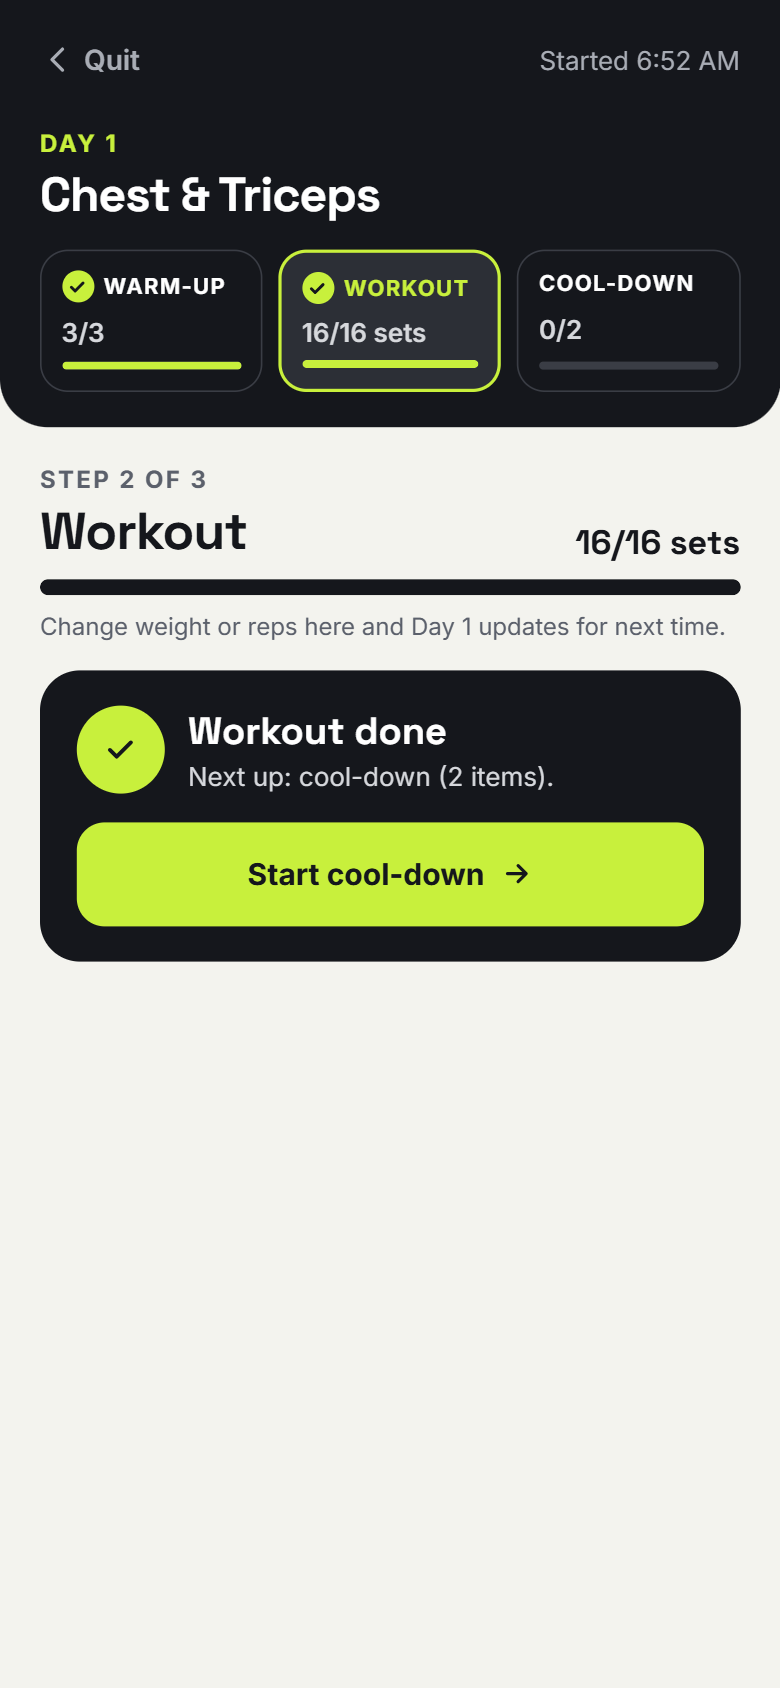 Quit
Started 6:52 AM
DAY 1
Chest & Triceps
WARM-UP
3/3
WORKOUT
16/16 sets
COOL-DOWN
0/2
STEP 2 OF 3
Workout
16/16 sets
Change weight or reps here and Day 1 updates for next time.
Workout done
Next up: cool-down (2 items).
Start cool-down →